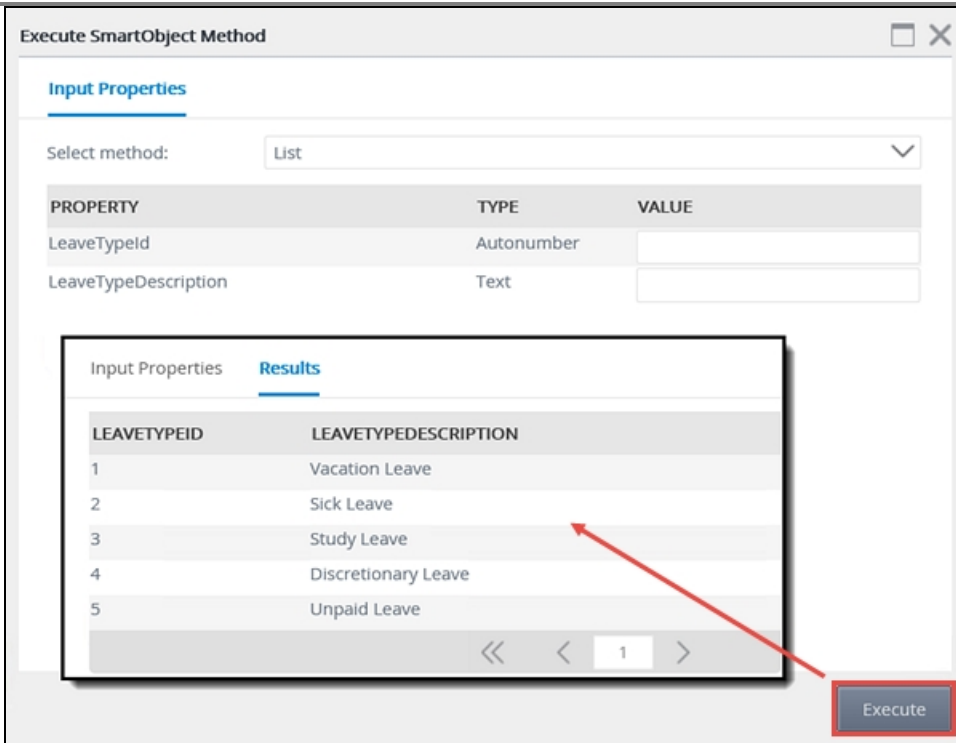 Execute SmartObject Method
Input Properties
Select method: List
PROPERTY TYPE VALUE
LeaveTypeId Autonumber
LeaveTypeDescription Text
Input Properties Results
LEAVETYPEID LEAVETYPEDESCRIPTION
1 Vacation Leave
2 Sick Leave
3 Study Leave
4 Discretionary Leave
5 Unpaid Leave
1
Execute